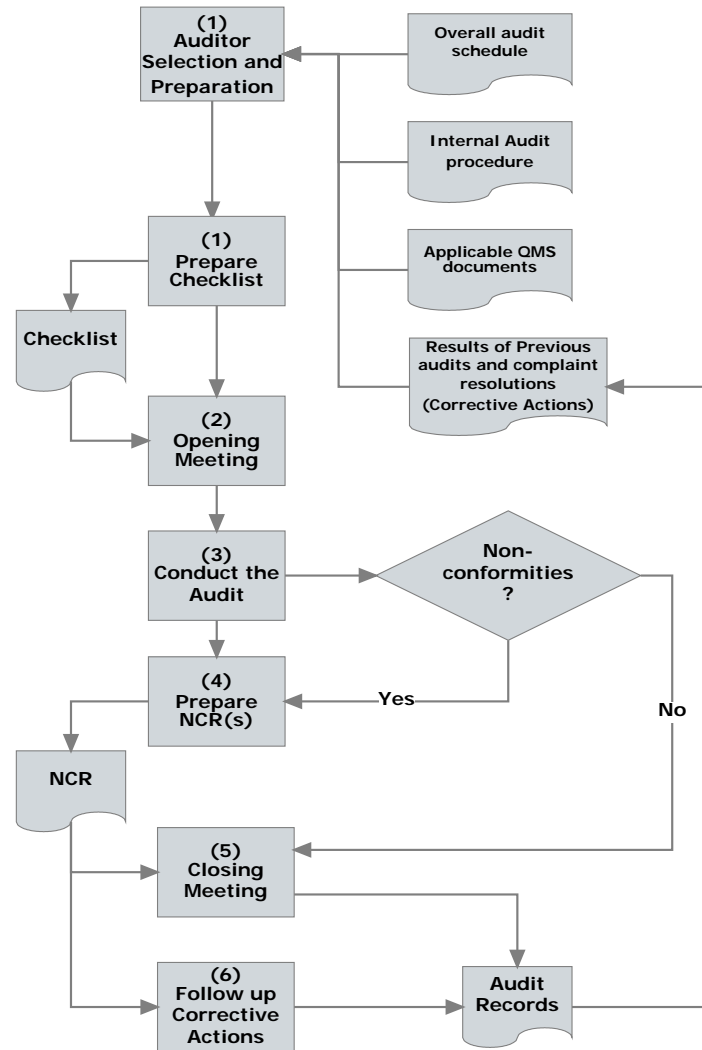 (1)
Auditor
Selection and
Preparation
Overall audit
schedule
Internal Audit
procedure
(1)
Prepare
Checklist
Applicable QMS
documents
Checklist
Results of Previous
audits and complaint
resolutions
(Corrective Actions)
(2)
Opening
Meeting
(3)
Conduct the
Audit
Non-
conformities
?
(4)
Prepare
NCR(s)
Yes
No
NCR
(5)
Closing
Meeting
(6)
Follow up
Corrective
Actions
Audit
Records